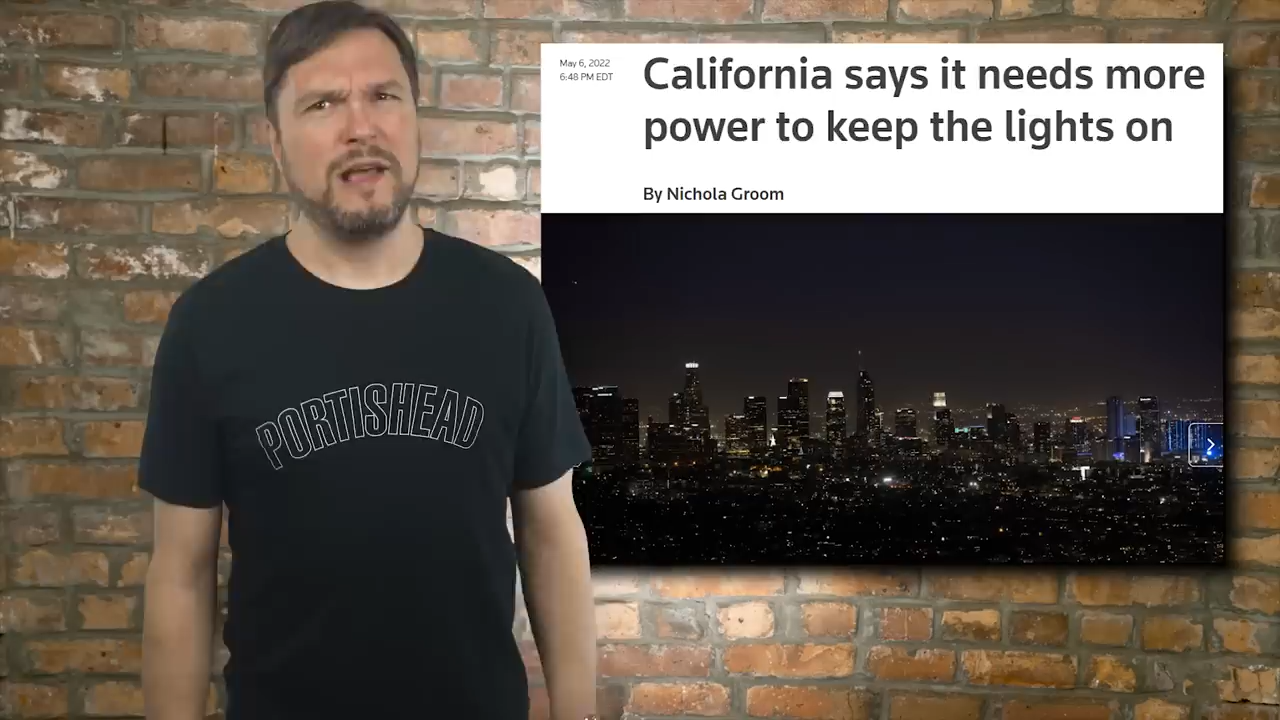 May 6, 2022
6:48 PM EDT
California says it needs more
power to keep the lights on
By Nichola Groom
PORTISHEAD